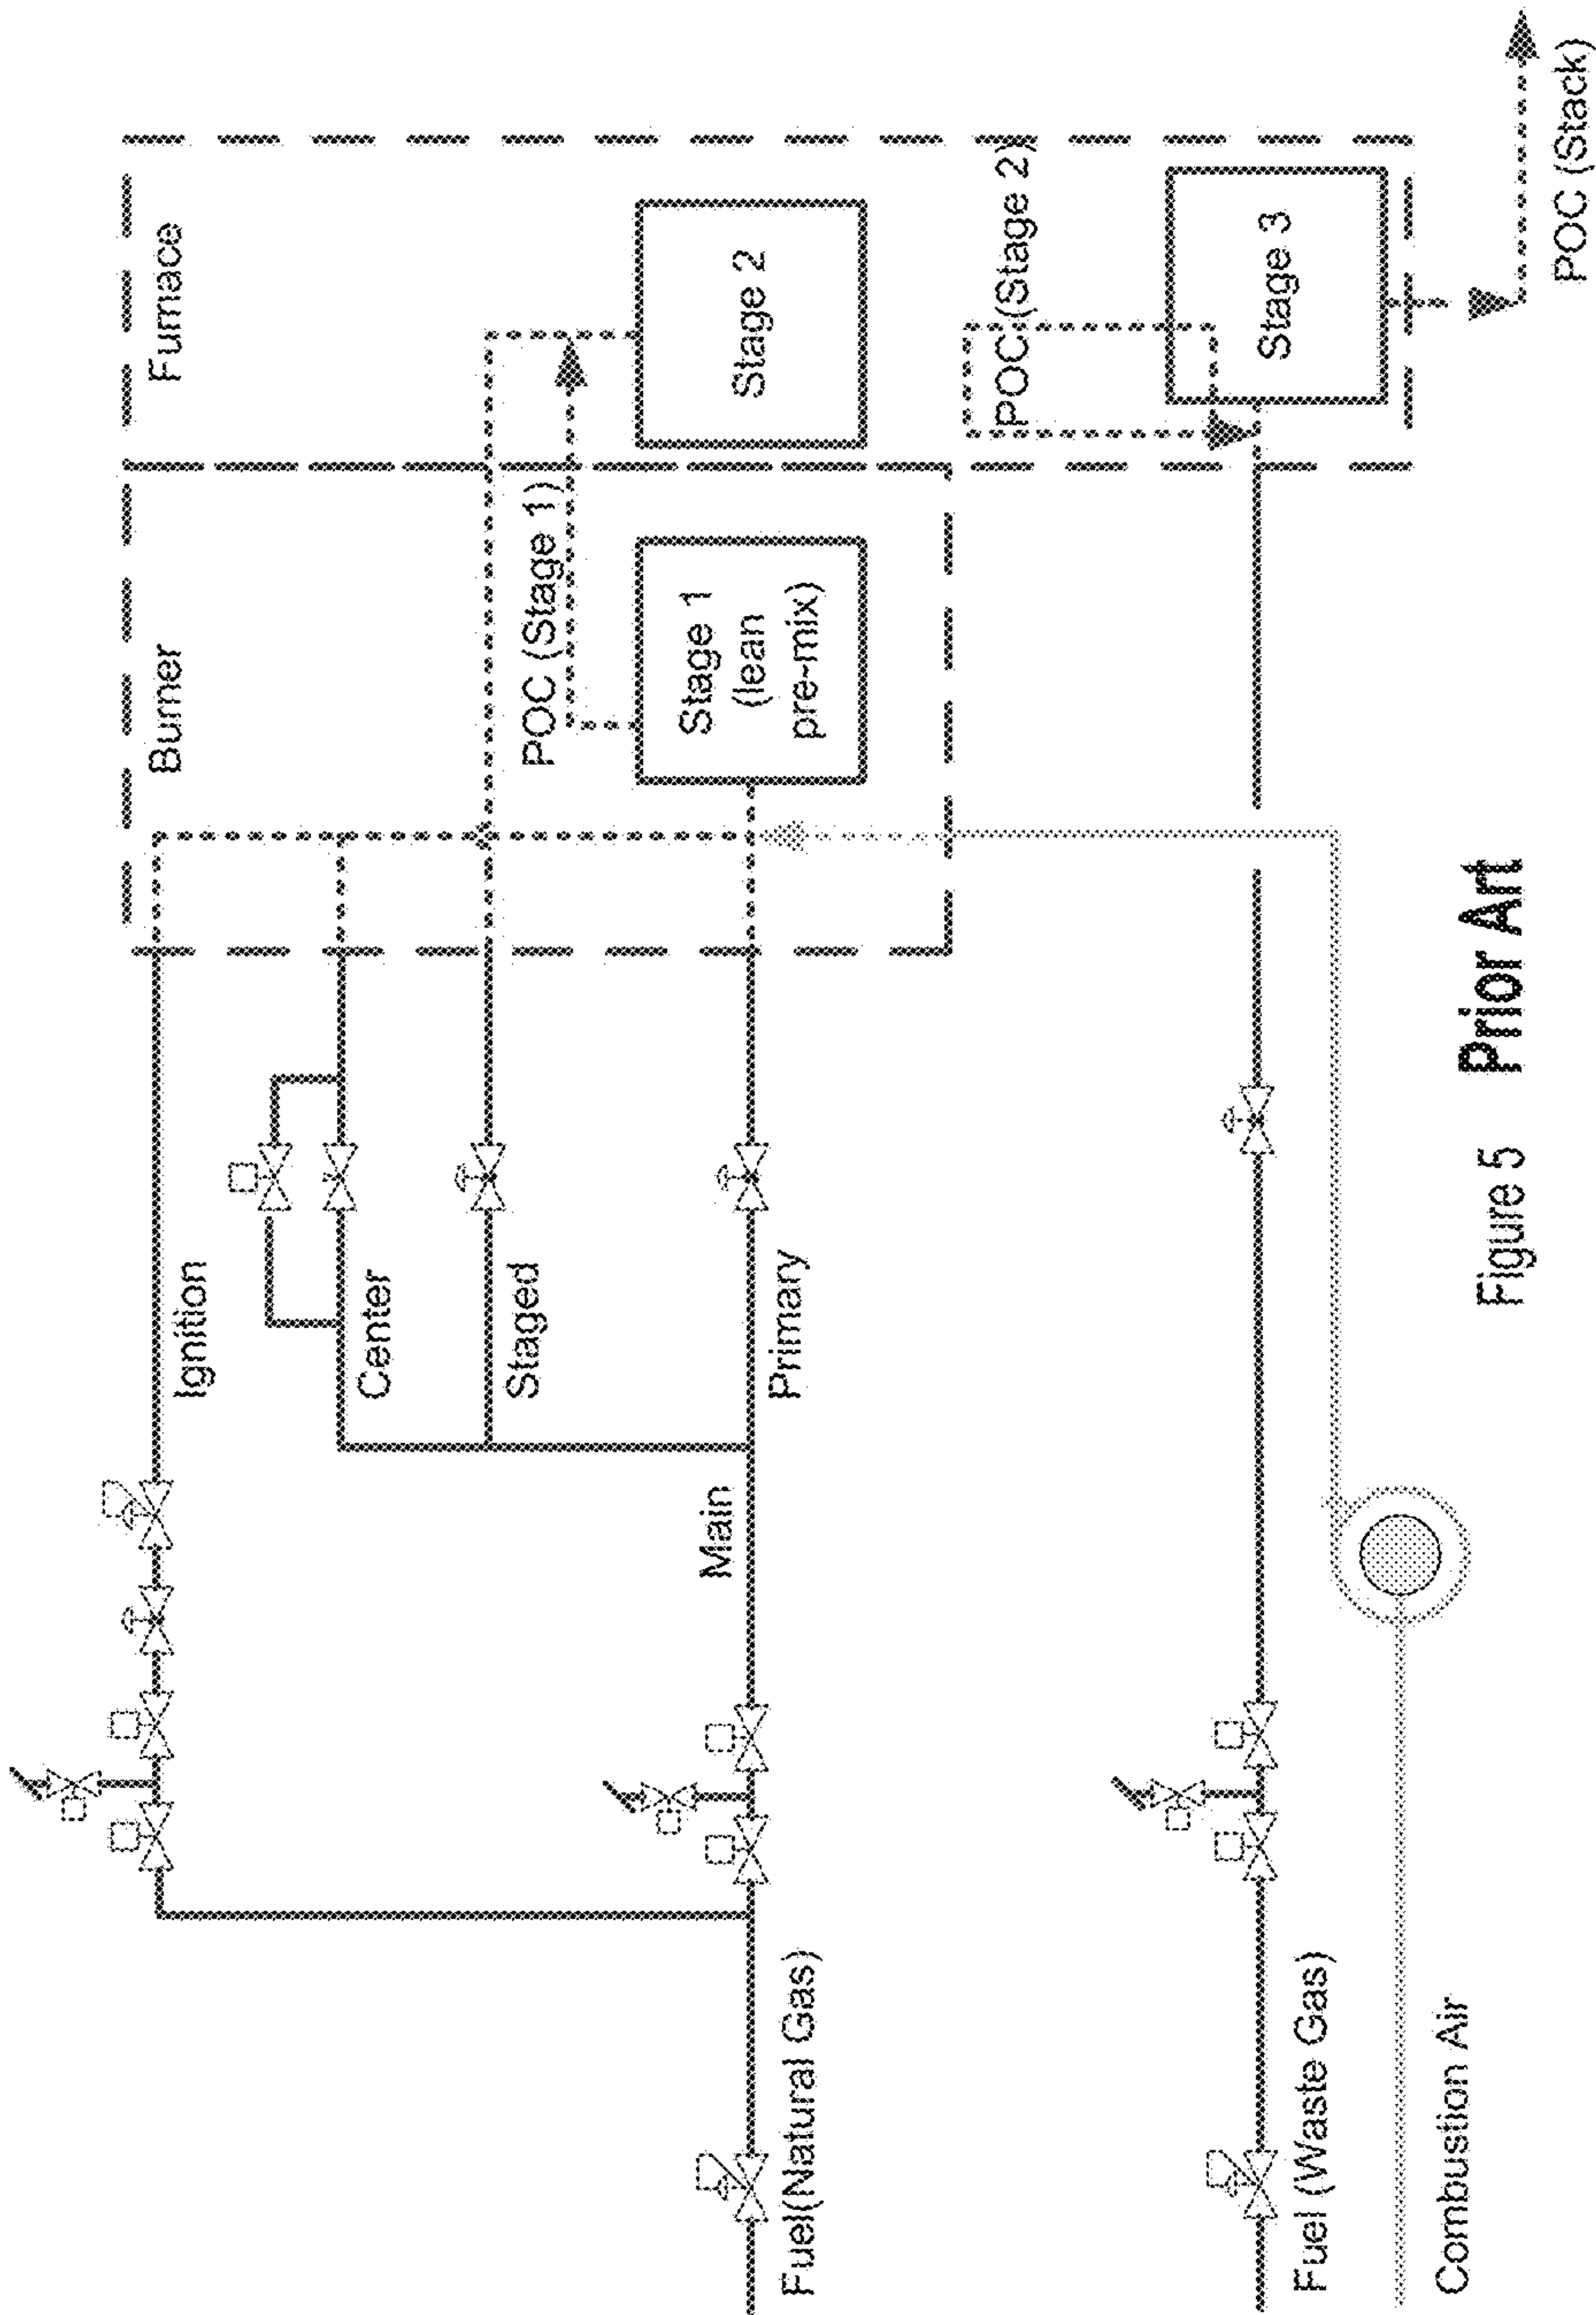 Burner
Furnace
Ignition
Center
Staged
POC (Stage 1)
Main
Primary
Stage 1
(lean
pre-mix)
Stage 2
Fuel(Natural Gas)
POC (Stage 2)
Stage 3
Fuel (Waste Gas)
Combustion Air
POC (Stack)
Figure 5 Prior Art